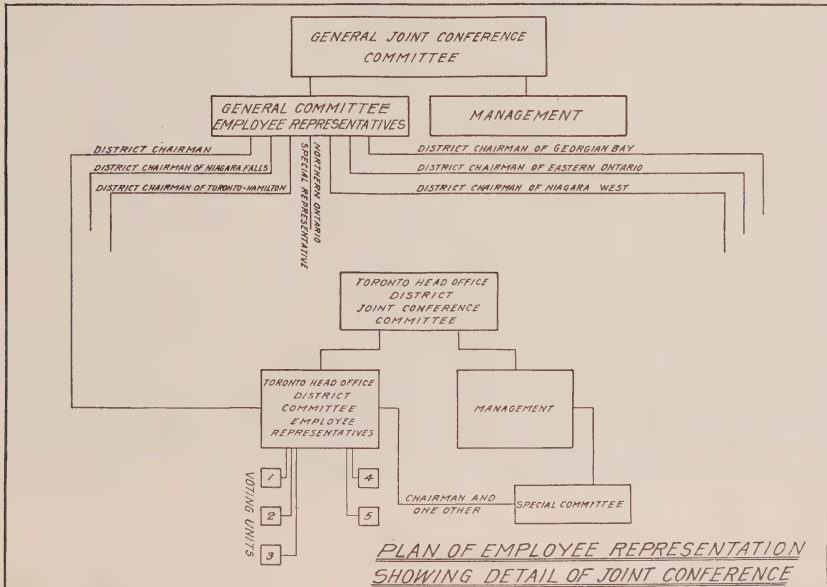 GENERAL JOINT CONFERENCE
COMMITTEE
GENERAL COMMITTEE
EMPLOYEE REPRESENTATIVES
MANAGEMENT
DISTRICT CHAIRMAN
DISTRICT CHAIRMAN OF NIAGARA FALLS
DISTRICT CHAIRMAN OF TORONTO-HAMILTON
NORTHERN ONTARIO
SPECIAL REPRESENTATIVE
DISTRICT CHAIRMAN OF GEORGIAN BAY
DISTRICT CHAIRMAN OF EASTERN ONTARIO
DISTRICT CHAIRMAN OF NIAGARA WEST
TORONTO HEAD OFFICE
DISTRICT
JOINT CONFERENCE
COMMITTEE
TORONTO HEAD OFFICE
DISTRICT
COMMITTEE
EMPLOYEE
REPRESENTATIVES
MANAGEMENT
VOTING UNITS
1
2
3
4
5
CHAIRMAN AND
ONE OTHER
SPECIAL COMMITTEE
PLAN OF EMPLOYEE REPRESENTATION
SHOWING DETAIL OF JOINT CONFERENCE